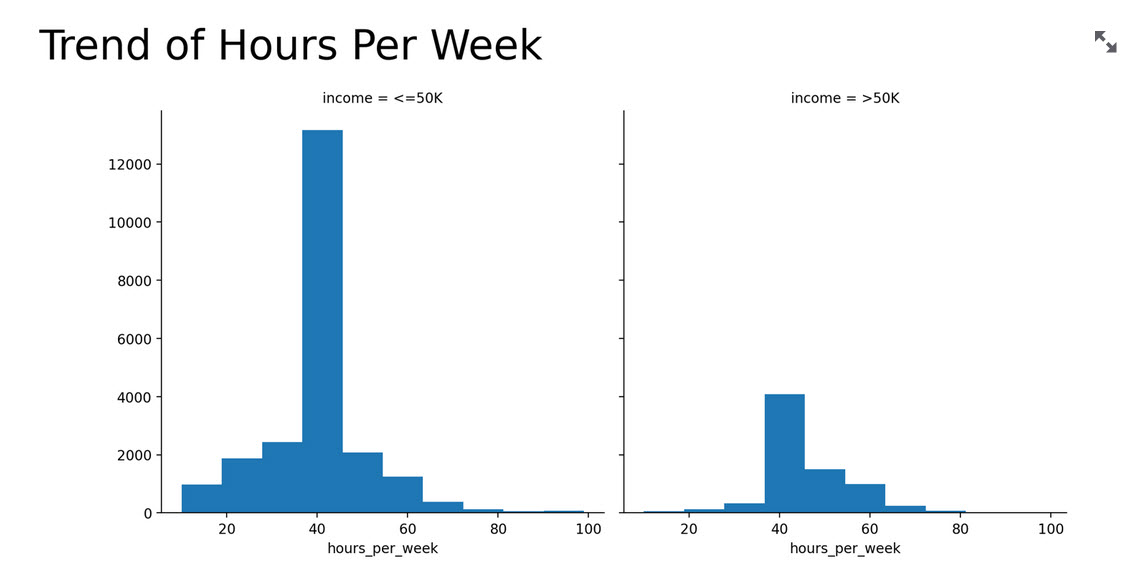 Trend of Hours Per Week
income = <=50K
income = >50K
12000
10000
8000
6000
4000
2000
0
20 40 60 80 100
20 40 60 80 100
hours_per_week
hours_per_week